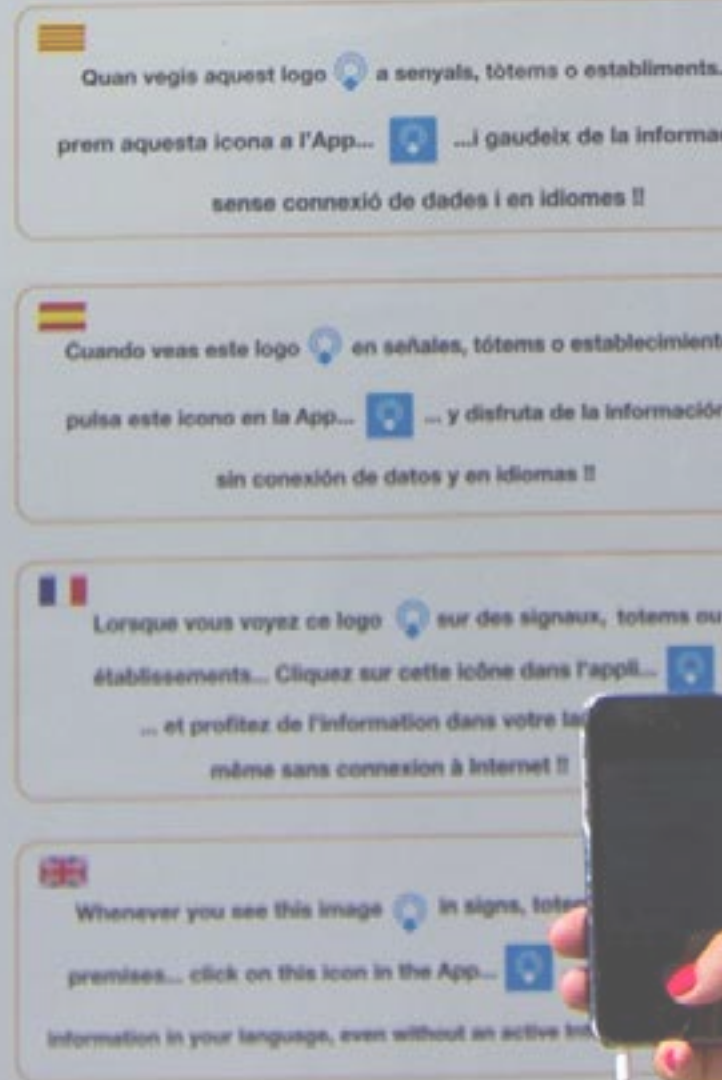 Quan vegis aquest logo a senyals, tòtems o establiments.
prem aquesta icona a l'App... ...i gaudeix de la informa
sense connexió de dades i en idiomes !!
Cuando veas este logo en señales, tótems o establecimient
pulsa este icono en la App... ... y disfruta de la información
sin conexión de datos y en idiomas !!
Lorsque vous voyez ce logo sur des signaux, totems ou
établissements... Cliquez sur cette icône dans l'appli...
... et profitez de l'information dans votre la
même sans connexion à Internet !!
Whenever you see this image in signs, tote
premises... click on this icon in the App...
information in your language, even without an active